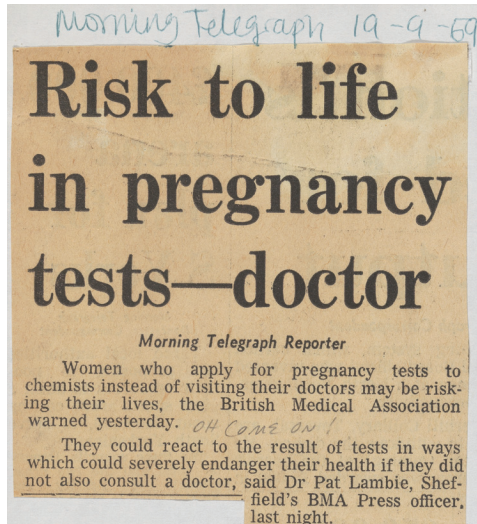 Morning Telegraph 19-9-69
Risk to life
in pregnancy
tests—doctor
Morning Telegraph Reporter
Women who apply for pregnancy tests to
chemists instead of visiting their doctors may be risk-
ing their lives, the British Medical Association
warned yesterday. OH COME ON!
They could react to the result of tests in ways
which could severely endanger their health if they did
not also consult a doctor, said Dr Pat Lambie, Shef-
field's BMA Press officer,
last night.